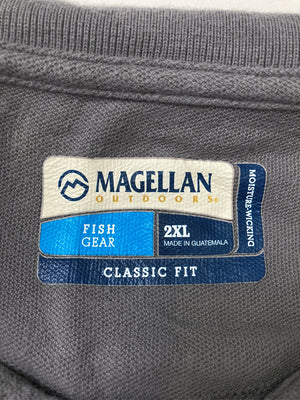 MAGELLAN
OUTDOORS®
FISH
GEAR
2XL
MADE IN GUATEMALA
CLASSIC FIT
MOISTURE-WICKING